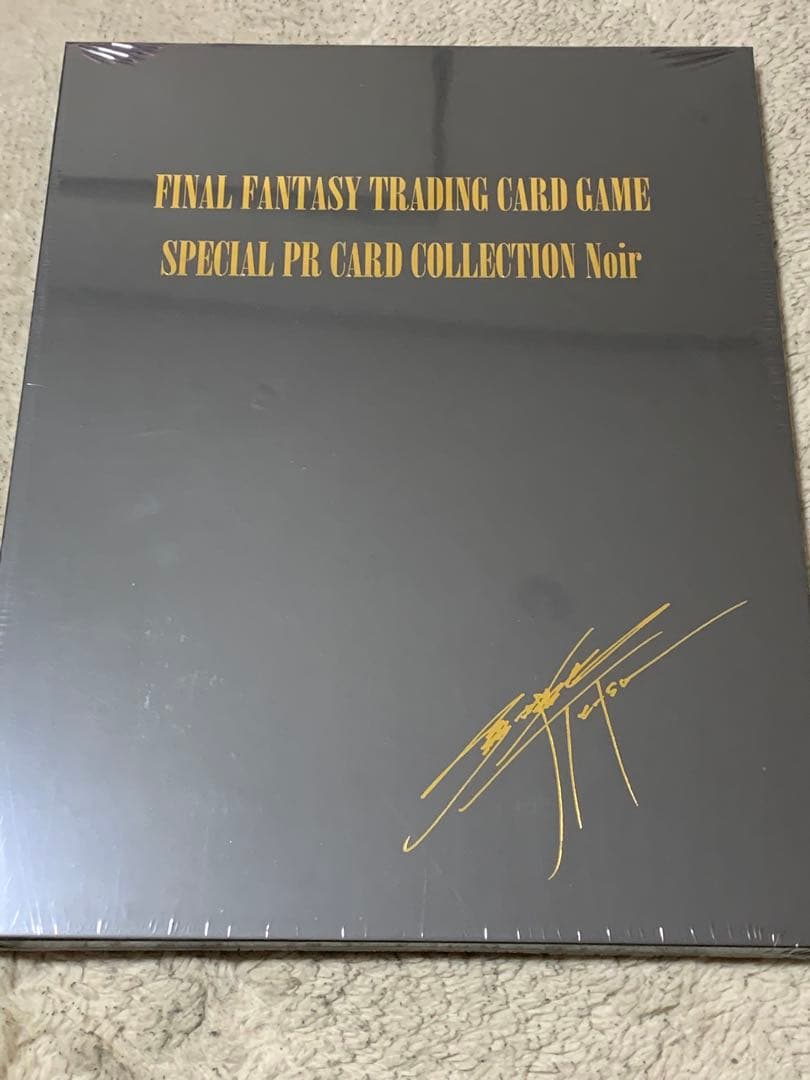 FINAL FANTASY TRADING CARD GAME
SPECIAL PR CARD COLLECTION Noir